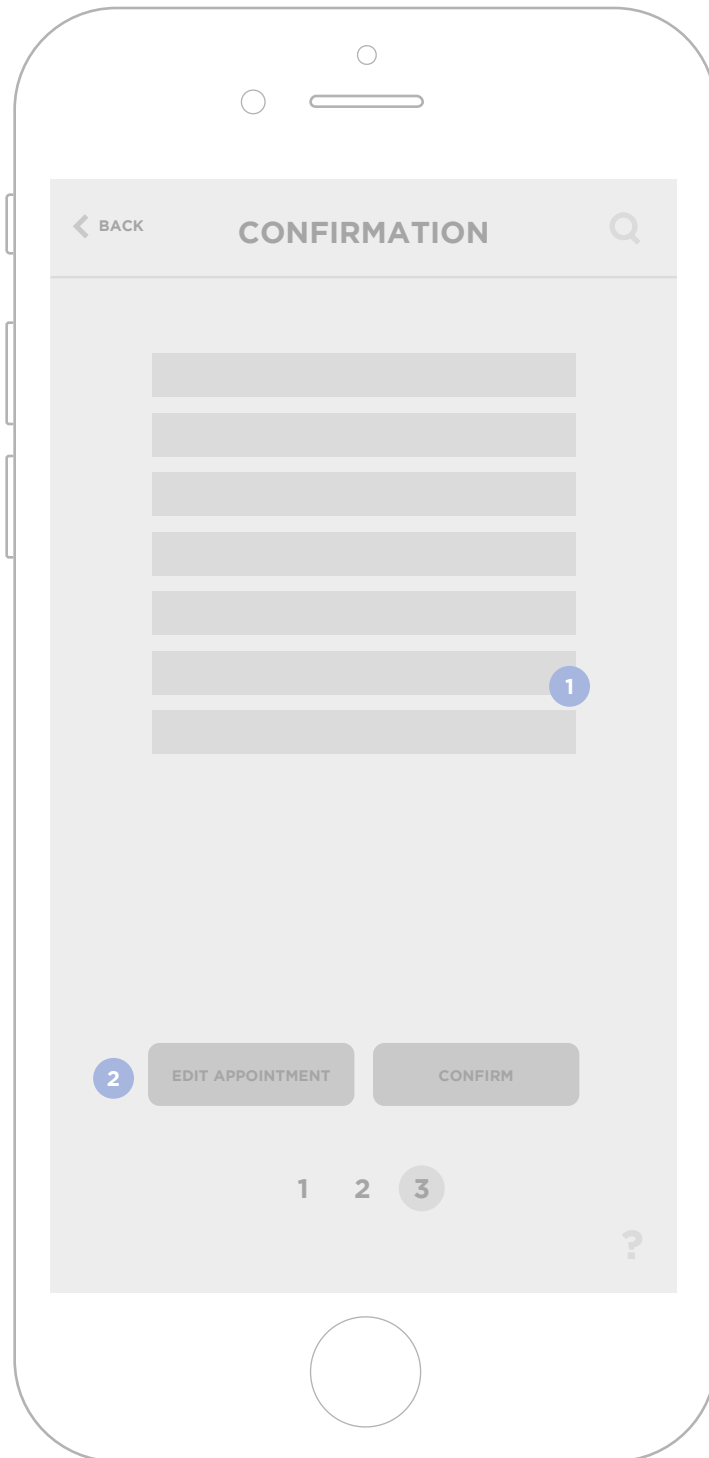 BACK
CONFIRMATION
1
2
EDIT APPOINTMENT
CONFIRM
1 2 3
?